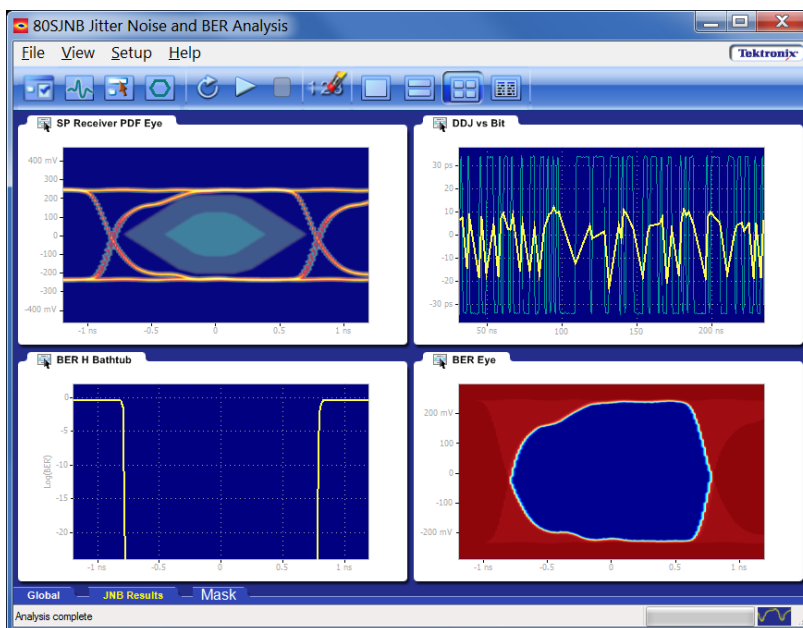 80SJNB Jitter Noise and BER Analysis
File View Setup Help
Tektronix
SP Receiver PDF Eye
400 mV
300
200
100
0
-100
-200
-300
-400 mV
-1 ns -0.5 0 0.5 1 ns
DDJ vs Bit
30 ps
20
10
0
-10
-20
-30 ps
50 ns 100 150 200 ns
BER H Bathtub
Log(BER)
0
-5
-10
-15
-20
-1 ns -0.5 0 0.5 1 ns
BER Eye
200 mV
100
0
-100
-200 mV
-1 ns -0.5 0 0.5 1 ns
Global JNB Results Mask
Analysis complete